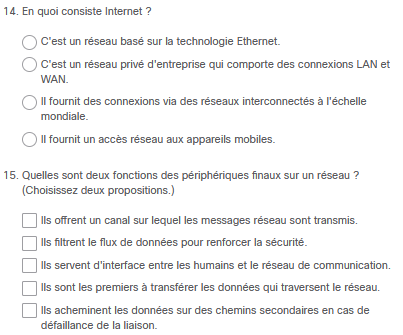 14. En quoi consiste Internet ?
C'est un réseau basé sur la technologie Ethernet.
C'est un réseau privé d'entreprise qui comporte des connexions LAN et
WAN.
Il fournit des connexions via des réseaux interconnectés à l'échelle
mondiale.
Il fournit un accès réseau aux appareils mobiles.
15. Quelles sont deux fonctions des périphériques finaux sur un réseau ?
(Choisissez deux propositions.)
Ils offrent un canal sur lequel les messages réseau sont transmis.
Ils filtrent le flux de données pour renforcer la sécurité.
Ils servent d'interface entre les humains et le réseau de communication.
Ils sont les premiers à transférer les données qui traversent le réseau.
Ils acheminent les données sur des chemins secondaires en cas de
défaillance de la liaison.